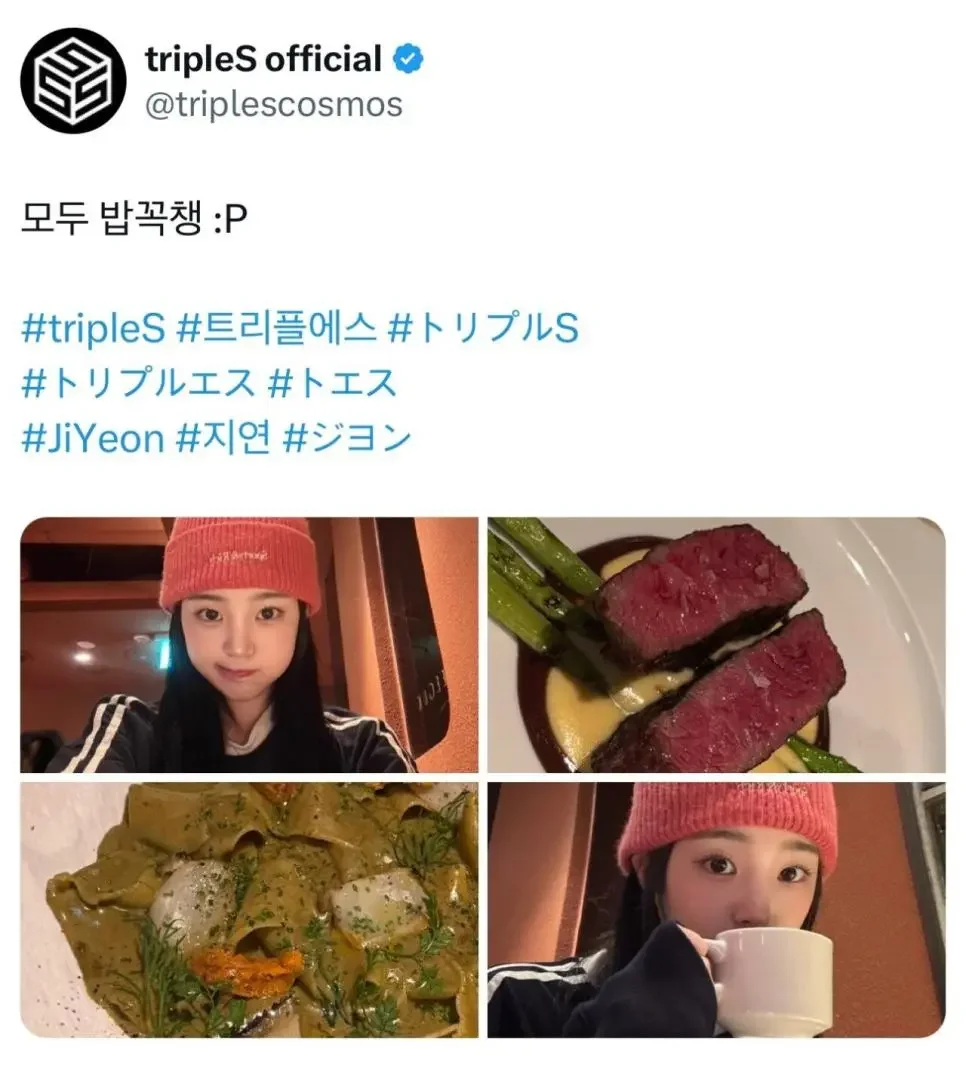 tripleS official
@triplescosmos
모두 밥꼭챙 :P
#tripleS #트리플에스 #トリプルS
#トリプルエス #トエス
#JiYeon #지연 #ジヨン